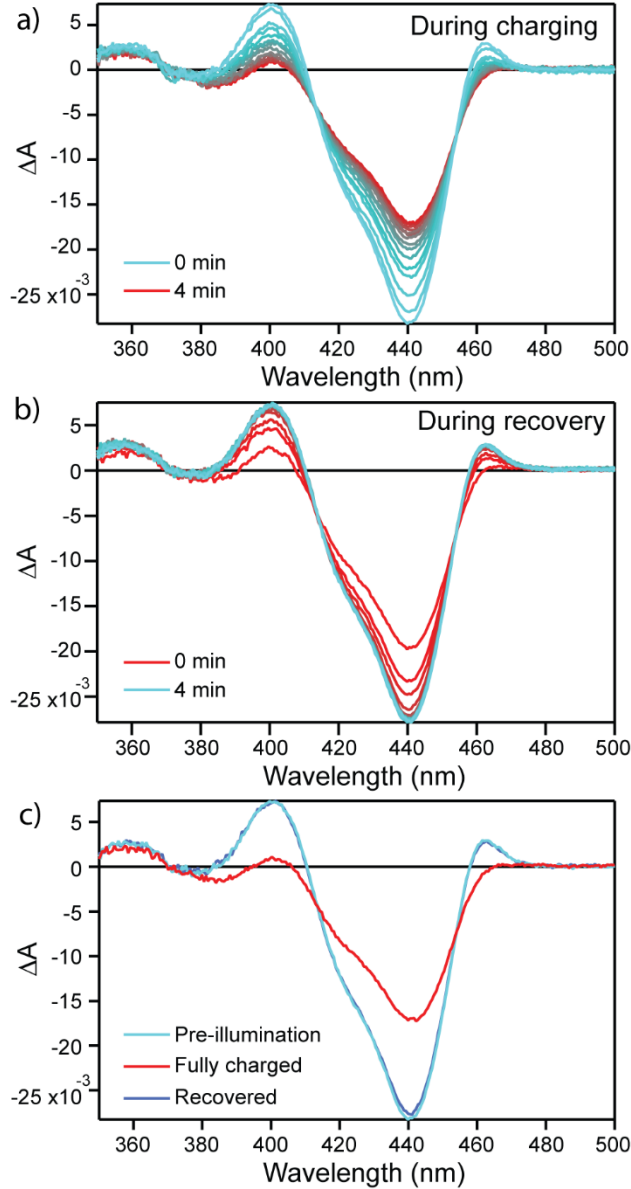 a)
During charging
5
0
-5
-10
-15
-20
-25 x10⁻³
ΔA
0 min
4 min
360 380 400 420 440 460 480 500
Wavelength (nm)
b)
During recovery
5
0
-5
-10
-15
-20
-25 x10⁻³
ΔA
0 min
4 min
360 380 400 420 440 460 480 500
Wavelength (nm)
c)
5
0
-5
-10
-15
-20
-25 x10⁻³
ΔA
Pre-illumination
Fully charged
Recovered
360 380 400 420 440 460 480 500
Wavelength (nm)